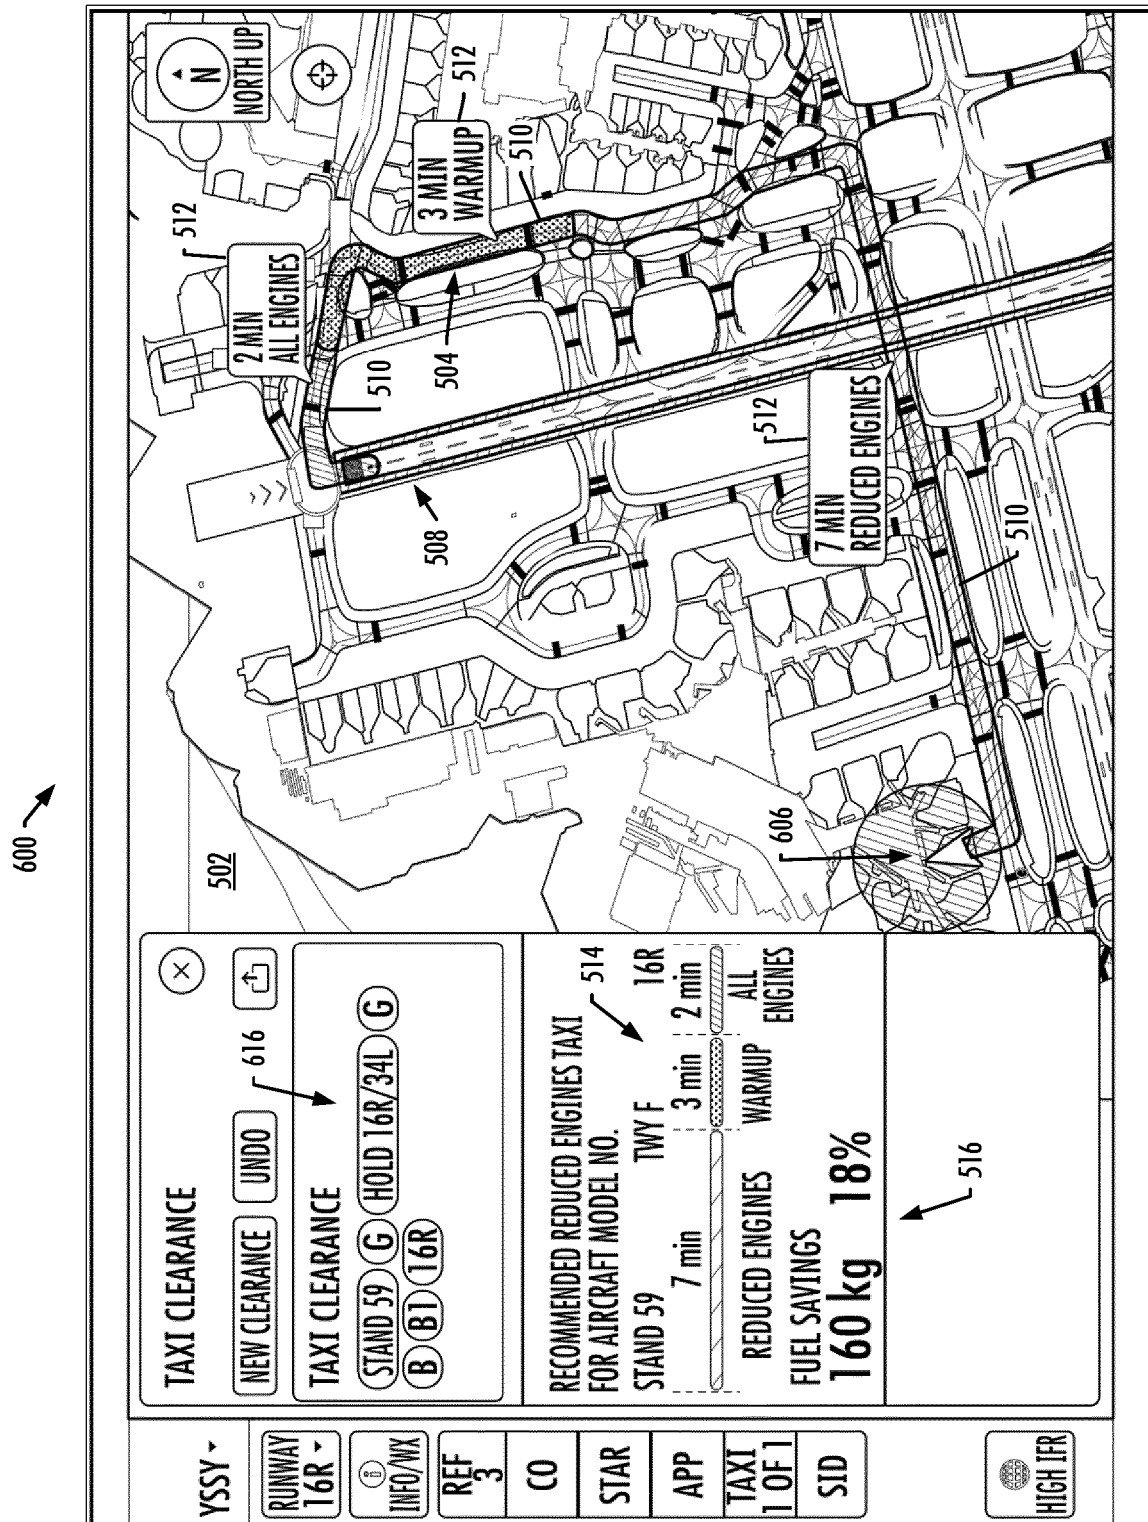 600
YSSY
RUNWAY
16R
INFO/WX
REF
3
CO
STAR
APP
TAXI
1 OF 1
SID
HIGH IFR
TAXI CLEARANCE
NEW CLEARANCE
UNDO
616
TAXI CLEARANCE
STAND 59 G HOLD 16R/34L G
B B1 16R
RECOMMENDED REDUCED ENGINES TAXI
FOR AIRCRAFT MODEL NO.
514
STAND 59 TWY F 16R
7 min 3 min 2 min
REDUCED ENGINES WARMUP ALL
ENGINES
FUEL SAVINGS
160 kg 18%
516
502
N
NORTH UP
512
2 MIN
ALL ENGINES
510
512
3 MIN
WARMUP
510
504
508
512
7 MIN
REDUCED ENGINES
510
606